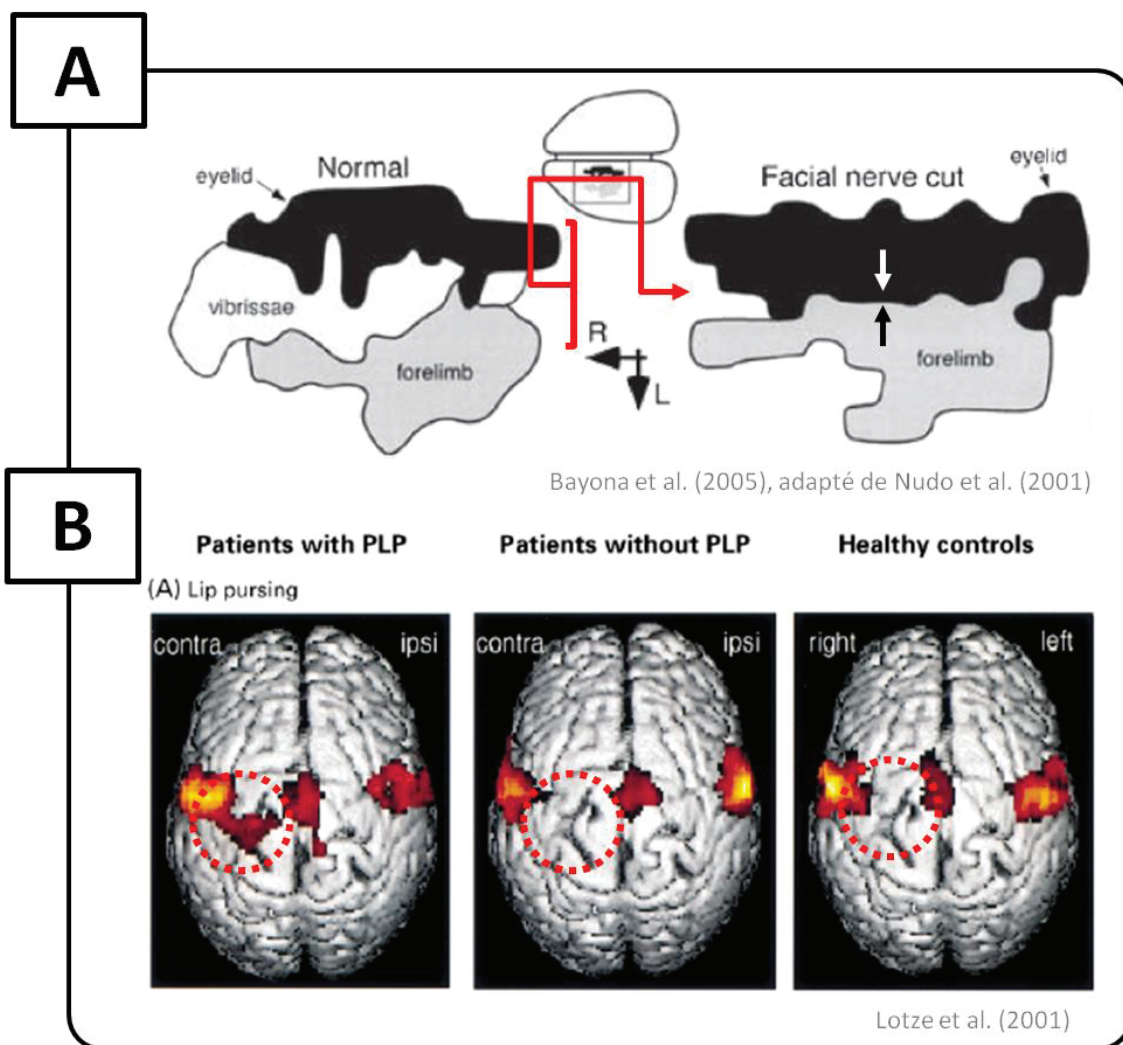 A
Normal
eyelid
vibrissae
forelimb
R
L
Facial nerve cut
eyelid
forelimb
Bayona et al. (2005), adapté de Nudo et al. (2001)
B
Patients with PLP
Patients without PLP
Healthy controls
(A) Lip pursing
contra
ipsi
contra
ipsi
right
left
Lotze et al. (2001)